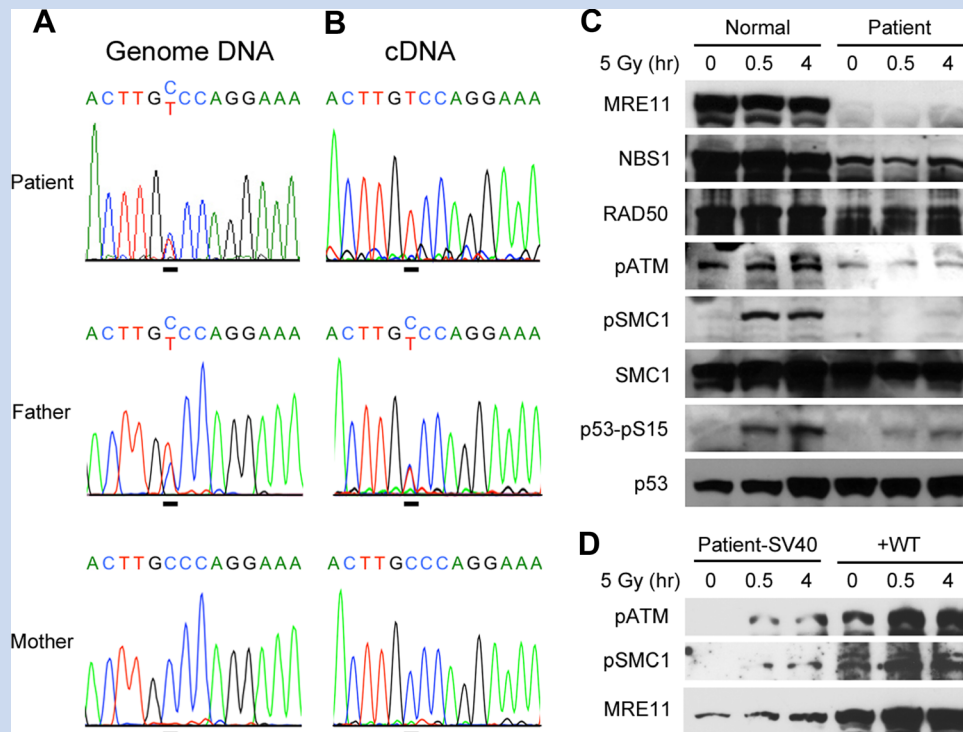 A
Genome DNA
B
cDNA
Patient
ACTTGCCCAGGAAA
T
ACTTGTCCAGGAAA
Father
ACTTGCCCAGGAAA
T
ACTTGCCCAGGAAA
T
Mother
ACTTGCCCAGGAAA
ACTTGCCCAGGAAA
C
Normal Patient
5 Gy (hr) 0 0.5 4 0 0.5 4
MRE11
NBS1
RAD50
pATM
pSMC1
SMC1
p53-pS15
p53
D
Patient-SV40 +WT
5 Gy (hr) 0 0.5 4 0 0.5 4
pATM
pSMC1
MRE11